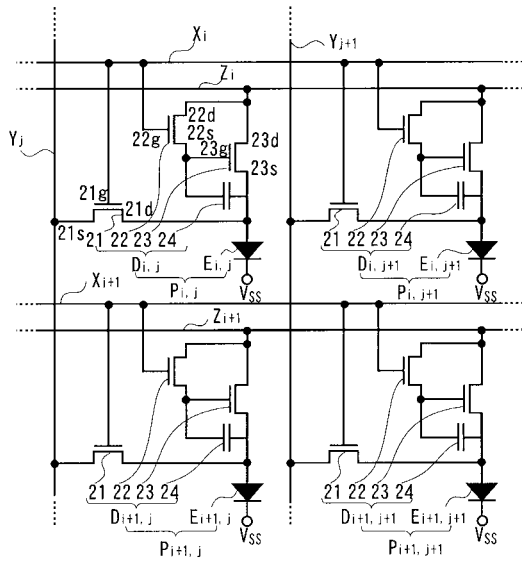 Xi
Yj+1
Zi
Yj
22d
22g 22s 23d
23g
23s
21g
21d
21s 21 22 23 24
21 22 23 24
Di, j Ei, j
Di, j+1 Ei, j+1
Pi, j VSS
Pi, j+1 VSS
Xi+1
Zi+1
21 22 23 24
21 22 23 24
Di+1, j Ei+1, j
Di+1, j+1 Ei+1, j+1
VSS
VSS
Pi+1, j
Pi+1, j+1